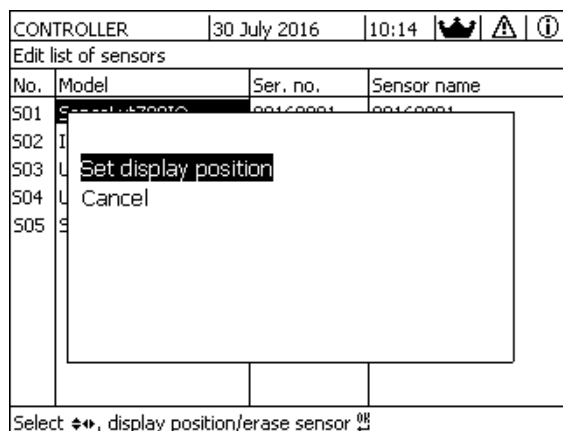 CONTROLLER 30 July 2016 10:14
Edit list of sensors
No. Model Ser. no. Sensor name
S01
S02 I
S03 U
S04 U
S05 S
Set display position
Cancel
Select , display position/erase sensor OK